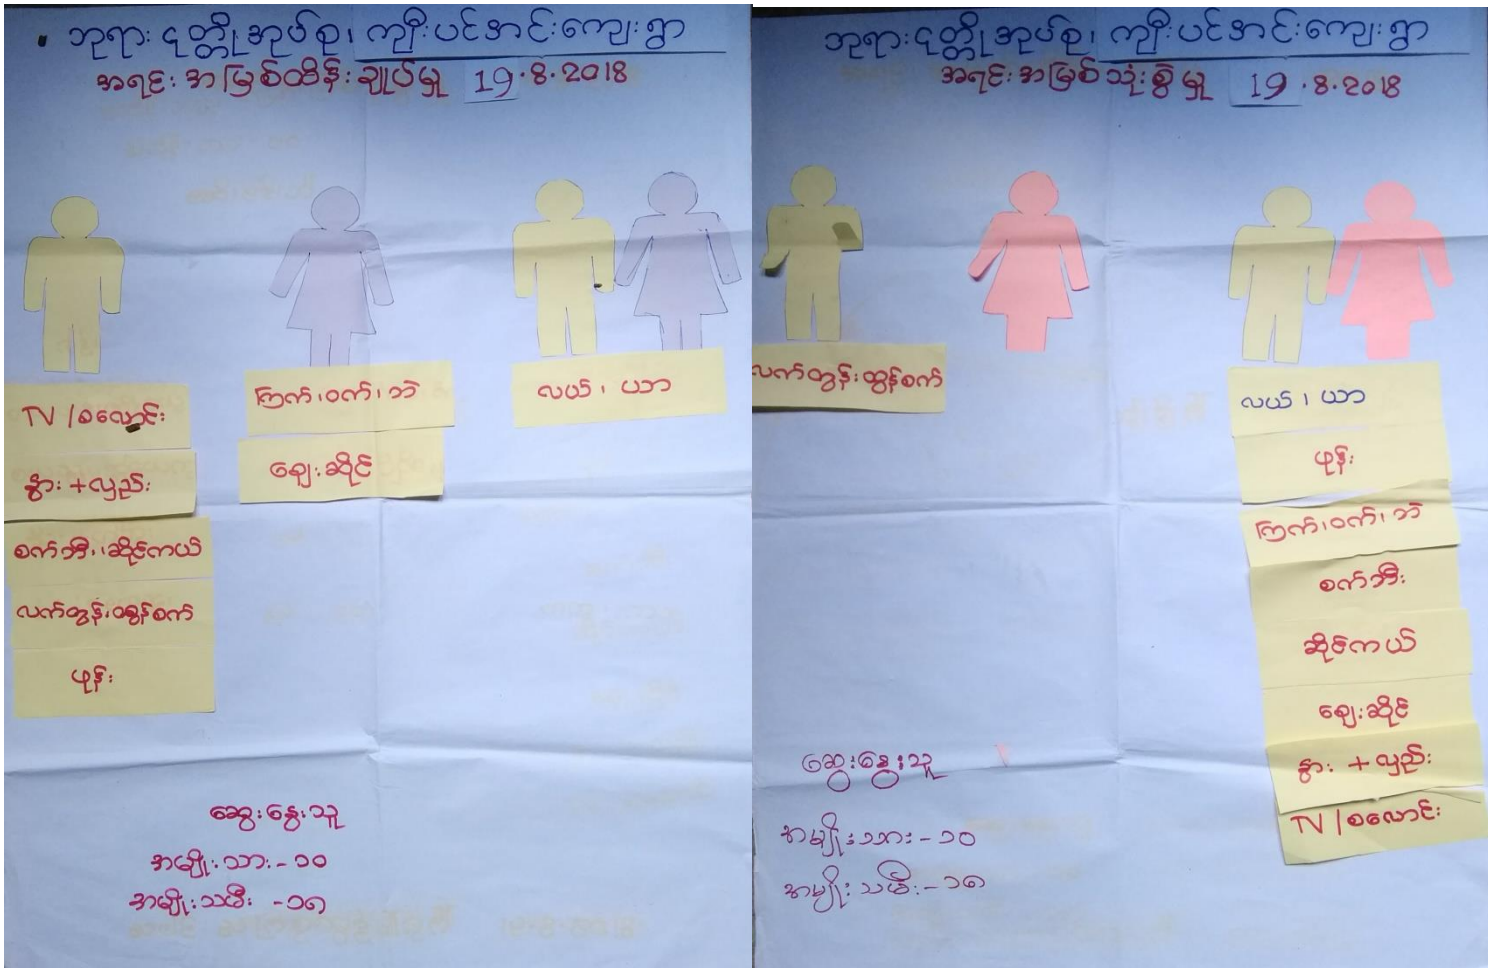 ဘုရားငုတ္တိုအုပ်စု၊ ကျီးပင်အင်းကျေးရွာ
အရင်းအမြစ်ထိန်းချုပ်မှု 19.8.2018
TV/စလောင်း
နွား+လှည်း
စက်ဘီး၊ဆိုင်ကယ်
လက်တွန်းထွန်စက်
ဖုန်း
ကြက်၊ဝက်၊ဘဲ
ဈေးဆိုင်
လယ်၊ ယာ
ဆွေးနွေးသူ
အမျိုးသား-၁၀
အမျိုးသမီး -၁၈
ဘုရားငုတ္တိုအုပ်စု၊ ကျီးပင်အင်းကျေးရွာ
အရင်းအမြစ်သုံးစွဲမှု 19.8.2018
လက်တွန်းထွန်စက်
လယ်၊ ယာ
ဖုန်း
ကြက်၊ဝက်၊ဘဲ
စက်ဘီး
ဆိုင်ကယ်
ဈေးဆိုင်
နွား+လှည်း
TV/စလောင်း
ဆွေးနွေးသူ
အမျိုးသား-၁၀
အမျိုးသမီး-၁၈